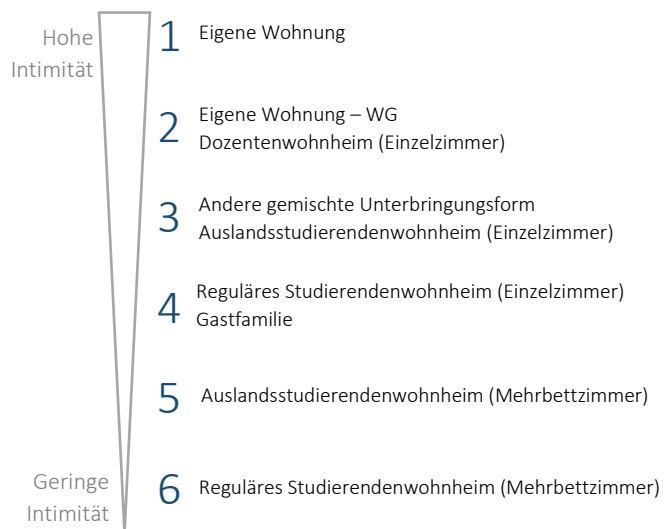 Hohe
Intimität
1 Eigene Wohnung
2 Eigene Wohnung – WG
Dozentenwohnheim (Einzelzimmer)
3 Andere gemischte Unterbringungsform
Auslandsstudierendenwohnheim (Einzelzimmer)
4 Reguläres Studierendenwohnheim (Einzelzimmer)
Gastfamilie
5 Auslandsstudierendenwohnheim (Mehrbettzimmer)
Geringe
Intimität
6 Reguläres Studierendenwohnheim (Mehrbettzimmer)